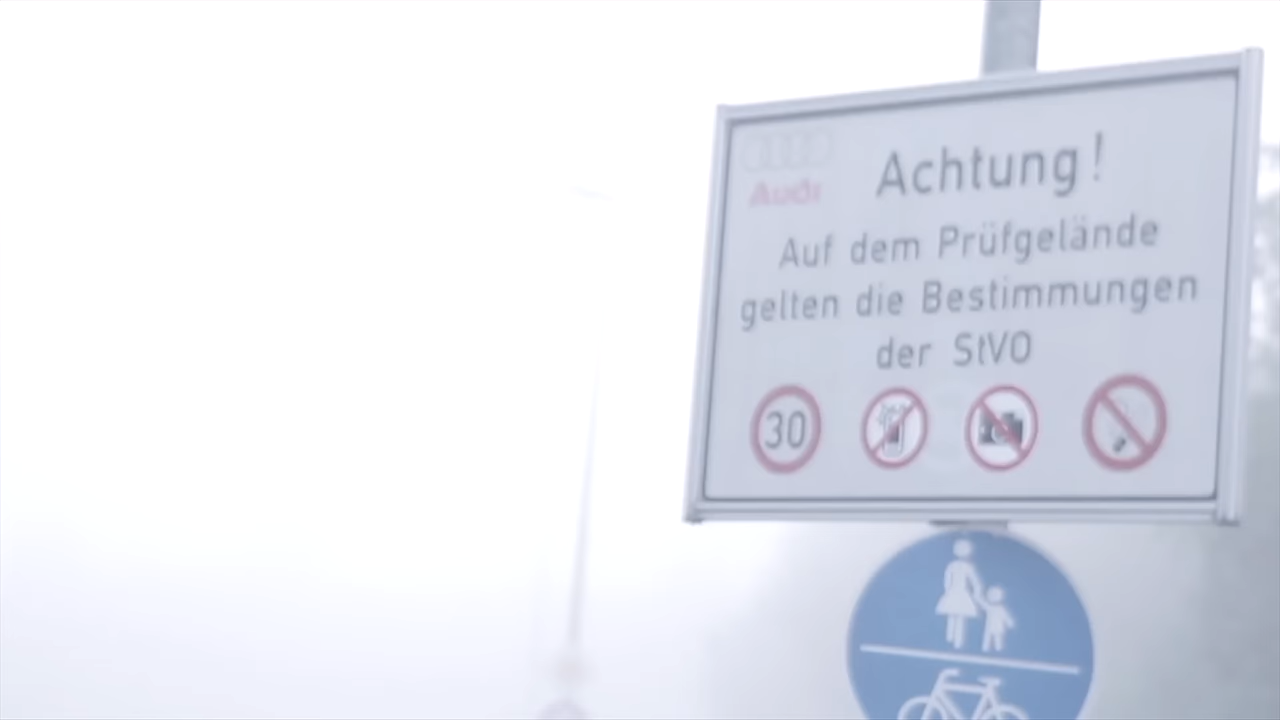 Audi
Achtung!
Auf dem Prüfgelände
gelten die Bestimmungen
der StVO
30